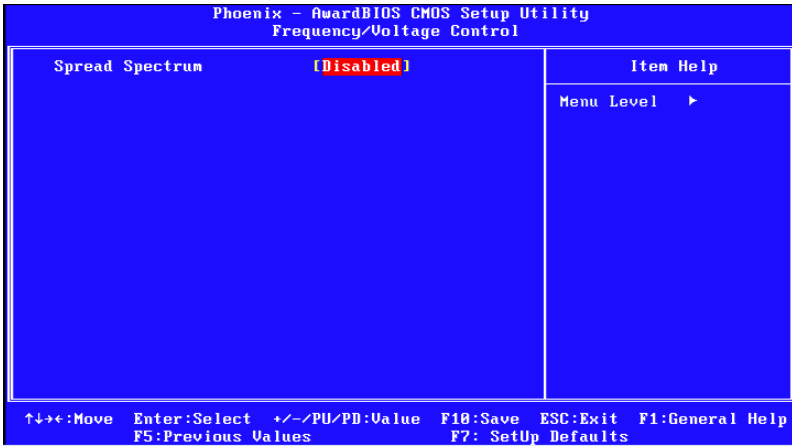 Phoenix - AwardBIOS CMOS Setup Utility
Frequency/Voltage Control
Spread Spectrum [Disabled]
Item Help
Menu Level ►
↑↓→←:Move Enter:Select +/-/PU/PD:Value F10:Save ESC:Exit F1:General Help
F5:Previous Values F7: SetUp Defaults